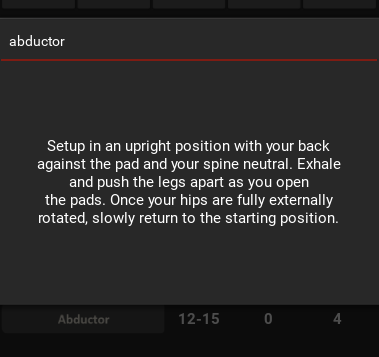 abductor
Setup in an upright position with your back
against the pad and your spine neutral. Exhale
and push the legs apart as you open
the pads. Once your hips are fully externally
rotated, slowly return to the starting position.
Abductor 12-15 0 4